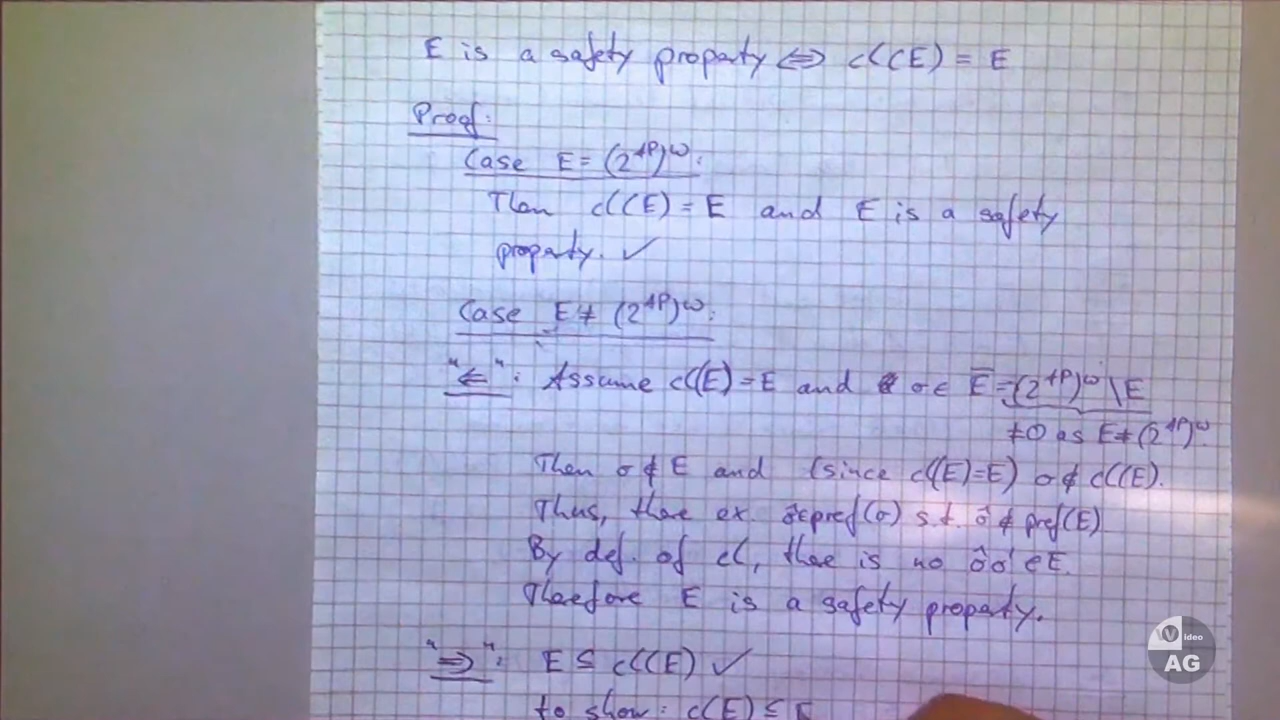 E is a safety property ⇔ cl(E) = E
Proof:
Case E = (2^AP)^ω:
Then cl(E) = E and E is a safety
property. ✓
Case E ≠ (2^AP)^ω:
"⇐": Assume cl(E) = E and σ ∈ E̅ = (2^AP)^ω \ E
≠∅ as E ≠ (2^AP)^ω.
Then σ ∉ E and (since cl(E) = E) σ ∉ cl(E).
Thus, there ex. σ̂ ∈ pref(σ) s.t. σ̂ ∉ pref(E)
By def. of cl, there is no σ̂σ' ∈ E.
Therefore E is a safety property.
"⇒": E ⊆ cl(E) ✓
to show: cl(E) ⊆ E
Video
AG